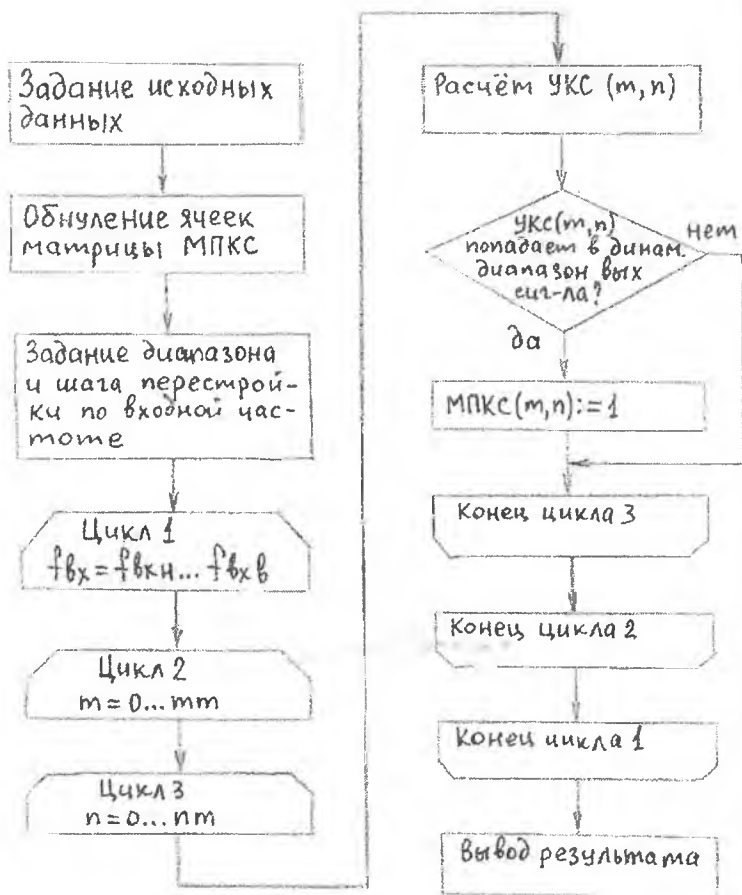 Задание исходных
данных
Обнуление ячеек
матрицы МПКС
Задание диапазона
и шага перестрой-
ки по входной час-
тоте
Цикл 1
fвх = fвхн... fвхв
Цикл 2
m = 0...mm
Цикл 3
n = 0...nm
Расчёт УКС (m,n)
УКС(m,n)
попадает в динам.
диапазон вых
сиг-ла?
нет
да
МПКС(m,n):=1
Конец цикла 3
Конец цикла 2
Конец цикла 1
Вывод результата